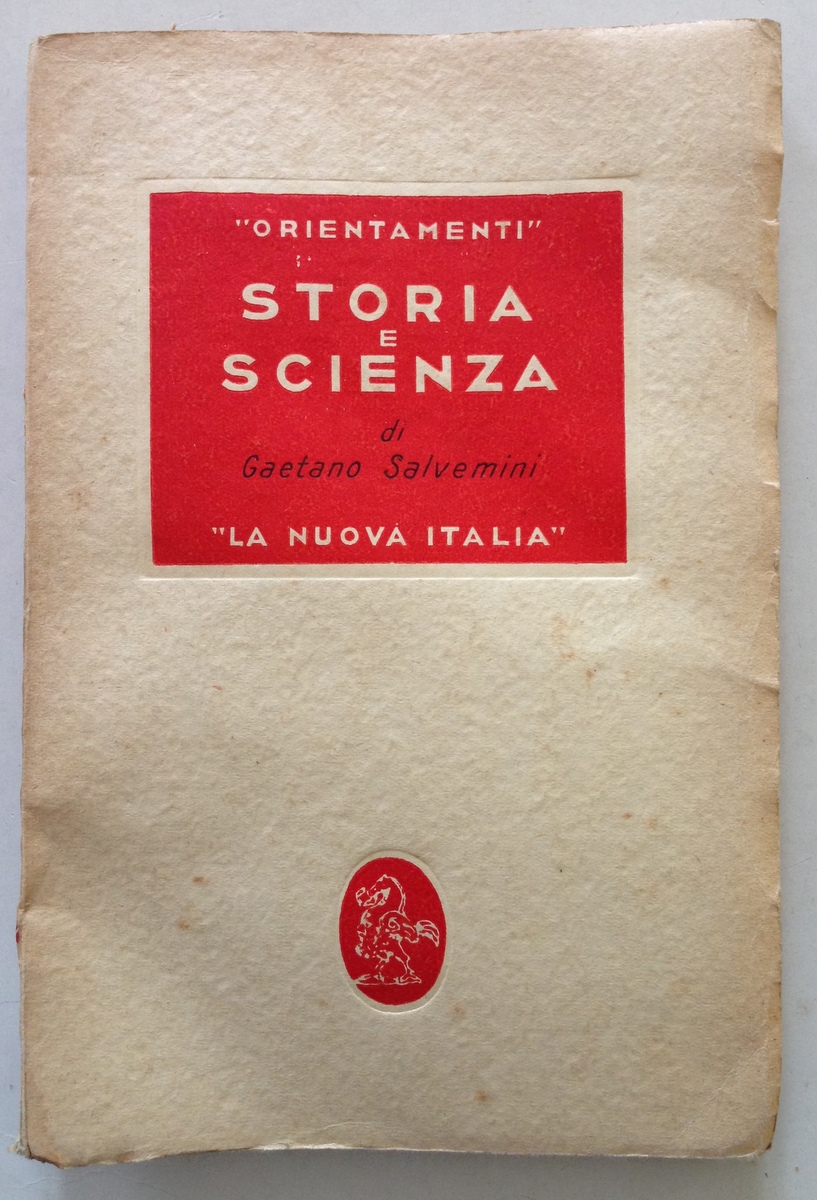 "ORIENTAMENTI"
STORIA
E
SCIENZA
di
Gaetano Salvemini
"LA NUOVA ITALIA"